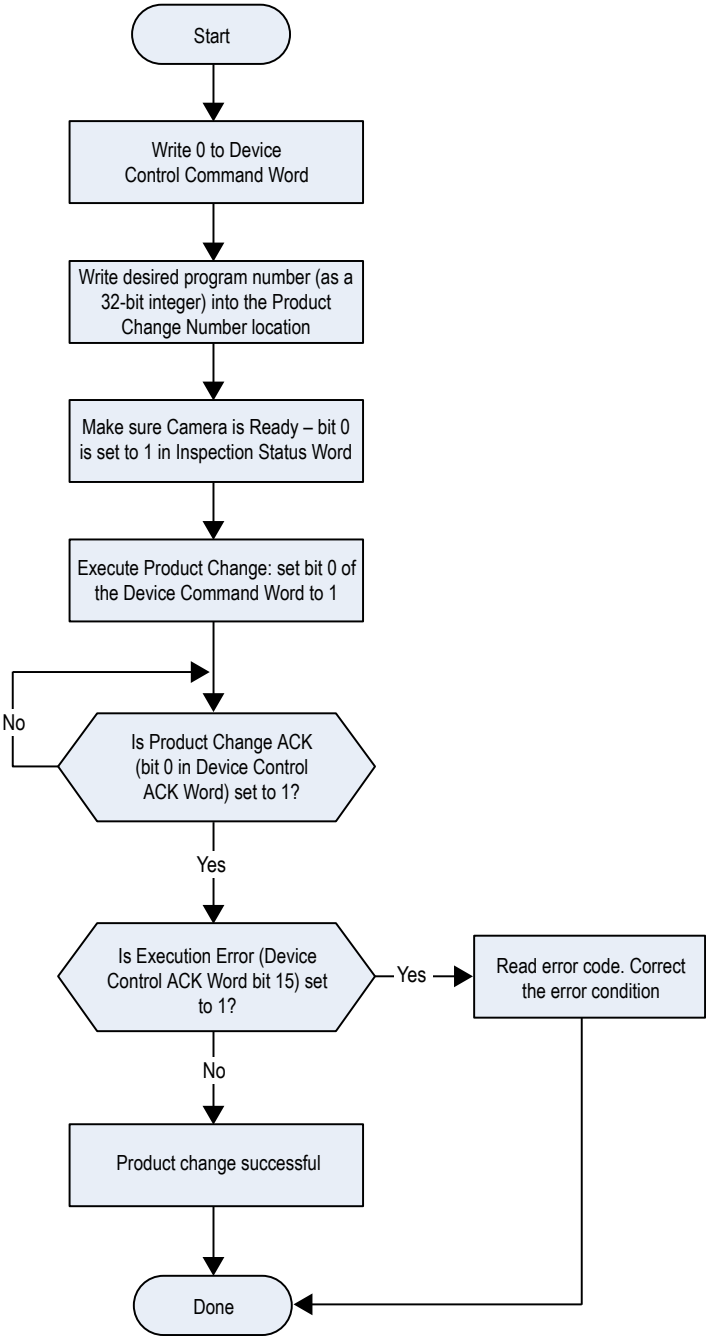 Start
Write 0 to Device
Control Command Word
Write desired program number (as a
32-bit integer) into the Product
Change Number location
Make sure Camera is Ready – bit 0
is set to 1 in Inspection Status Word
Execute Product Change: set bit 0 of
the Device Command Word to 1
No
Is Product Change ACK
(bit 0 in Device Control
ACK Word) set to 1?
Yes
Is Execution Error (Device
Control ACK Word bit 15) set
to 1?
Yes
Read error code. Correct
the error condition
No
Product change successful
Done